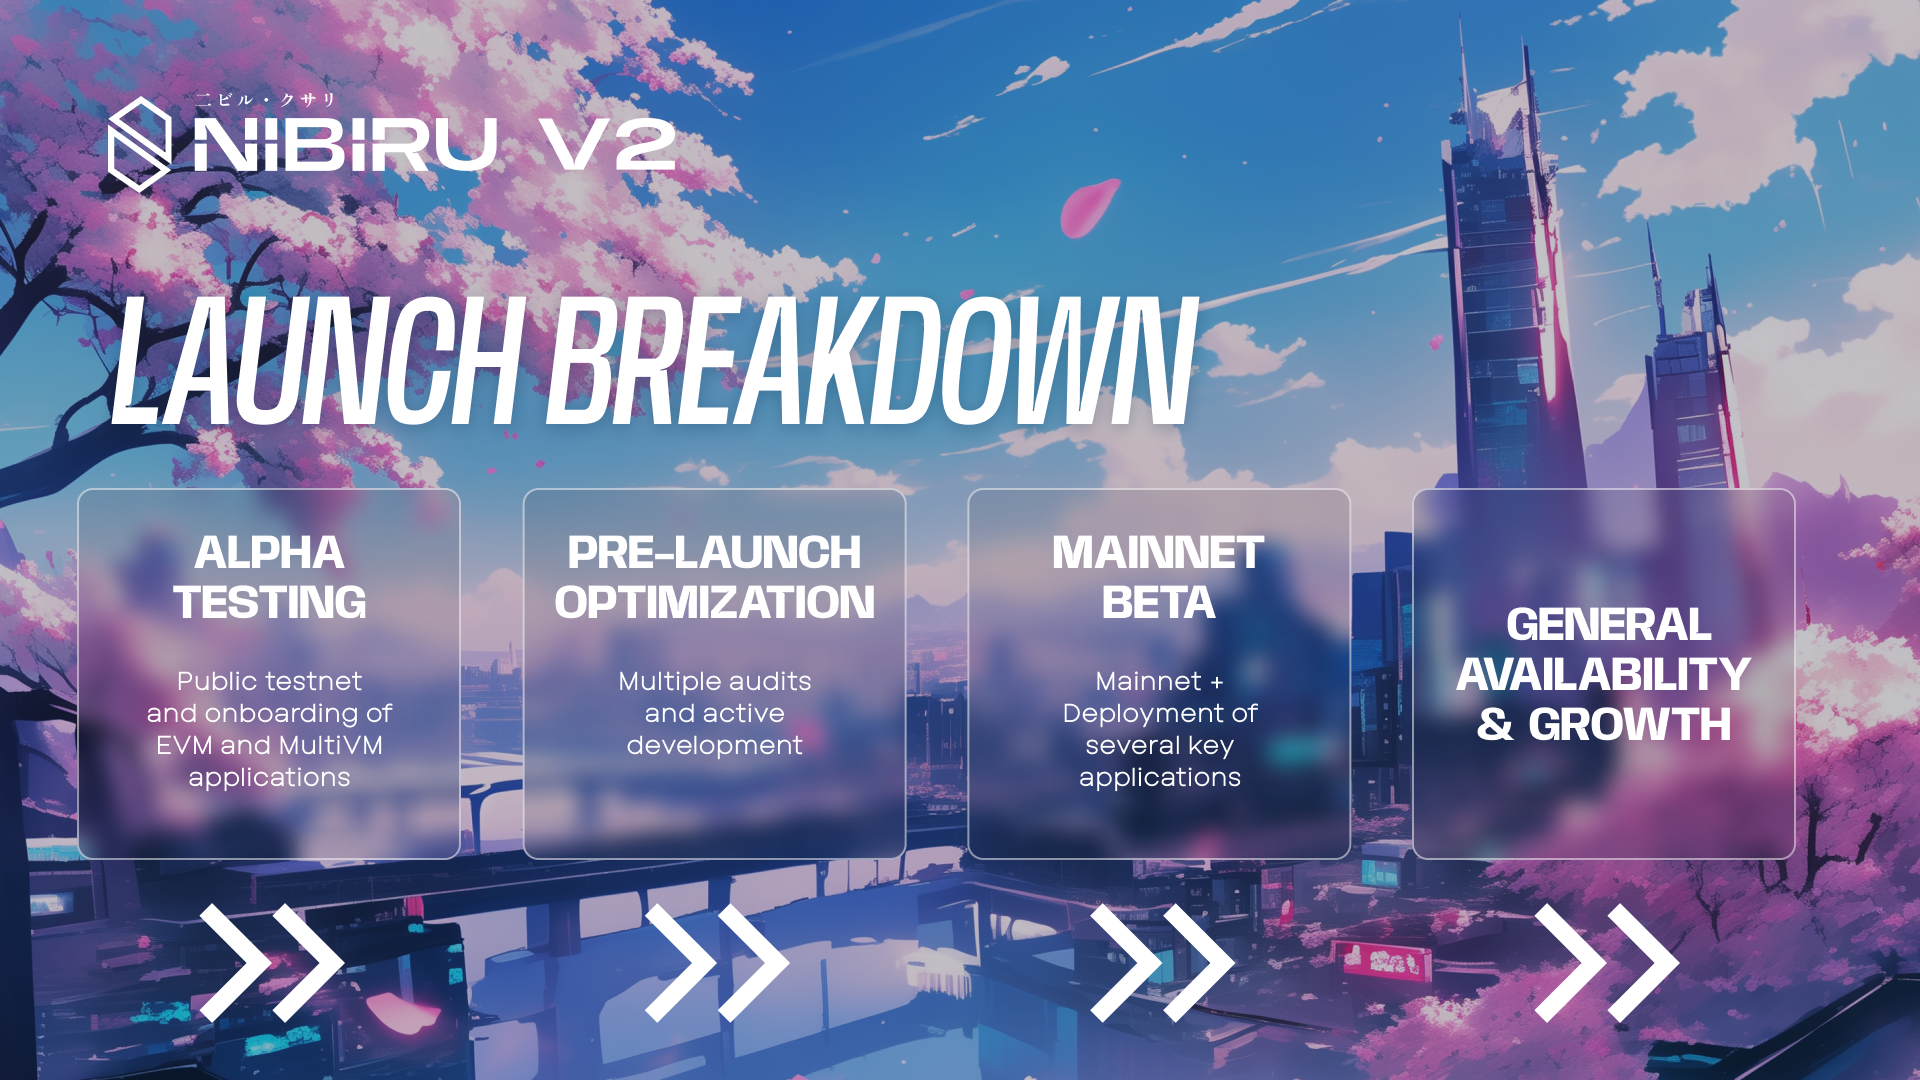 ニビル・クサリ
NIBIRU V2
LAUNCH BREAKDOWN
ALPHA
TESTING
Public testnet
and onboarding of
EVM and MultiVM
applications
PRE-LAUNCH
OPTIMIZATION
Multiple audits
and active
development
MAINNET
BETA
Mainnet +
Deployment of
several key
applications
GENERAL
AVAILABILITY
& GROWTH